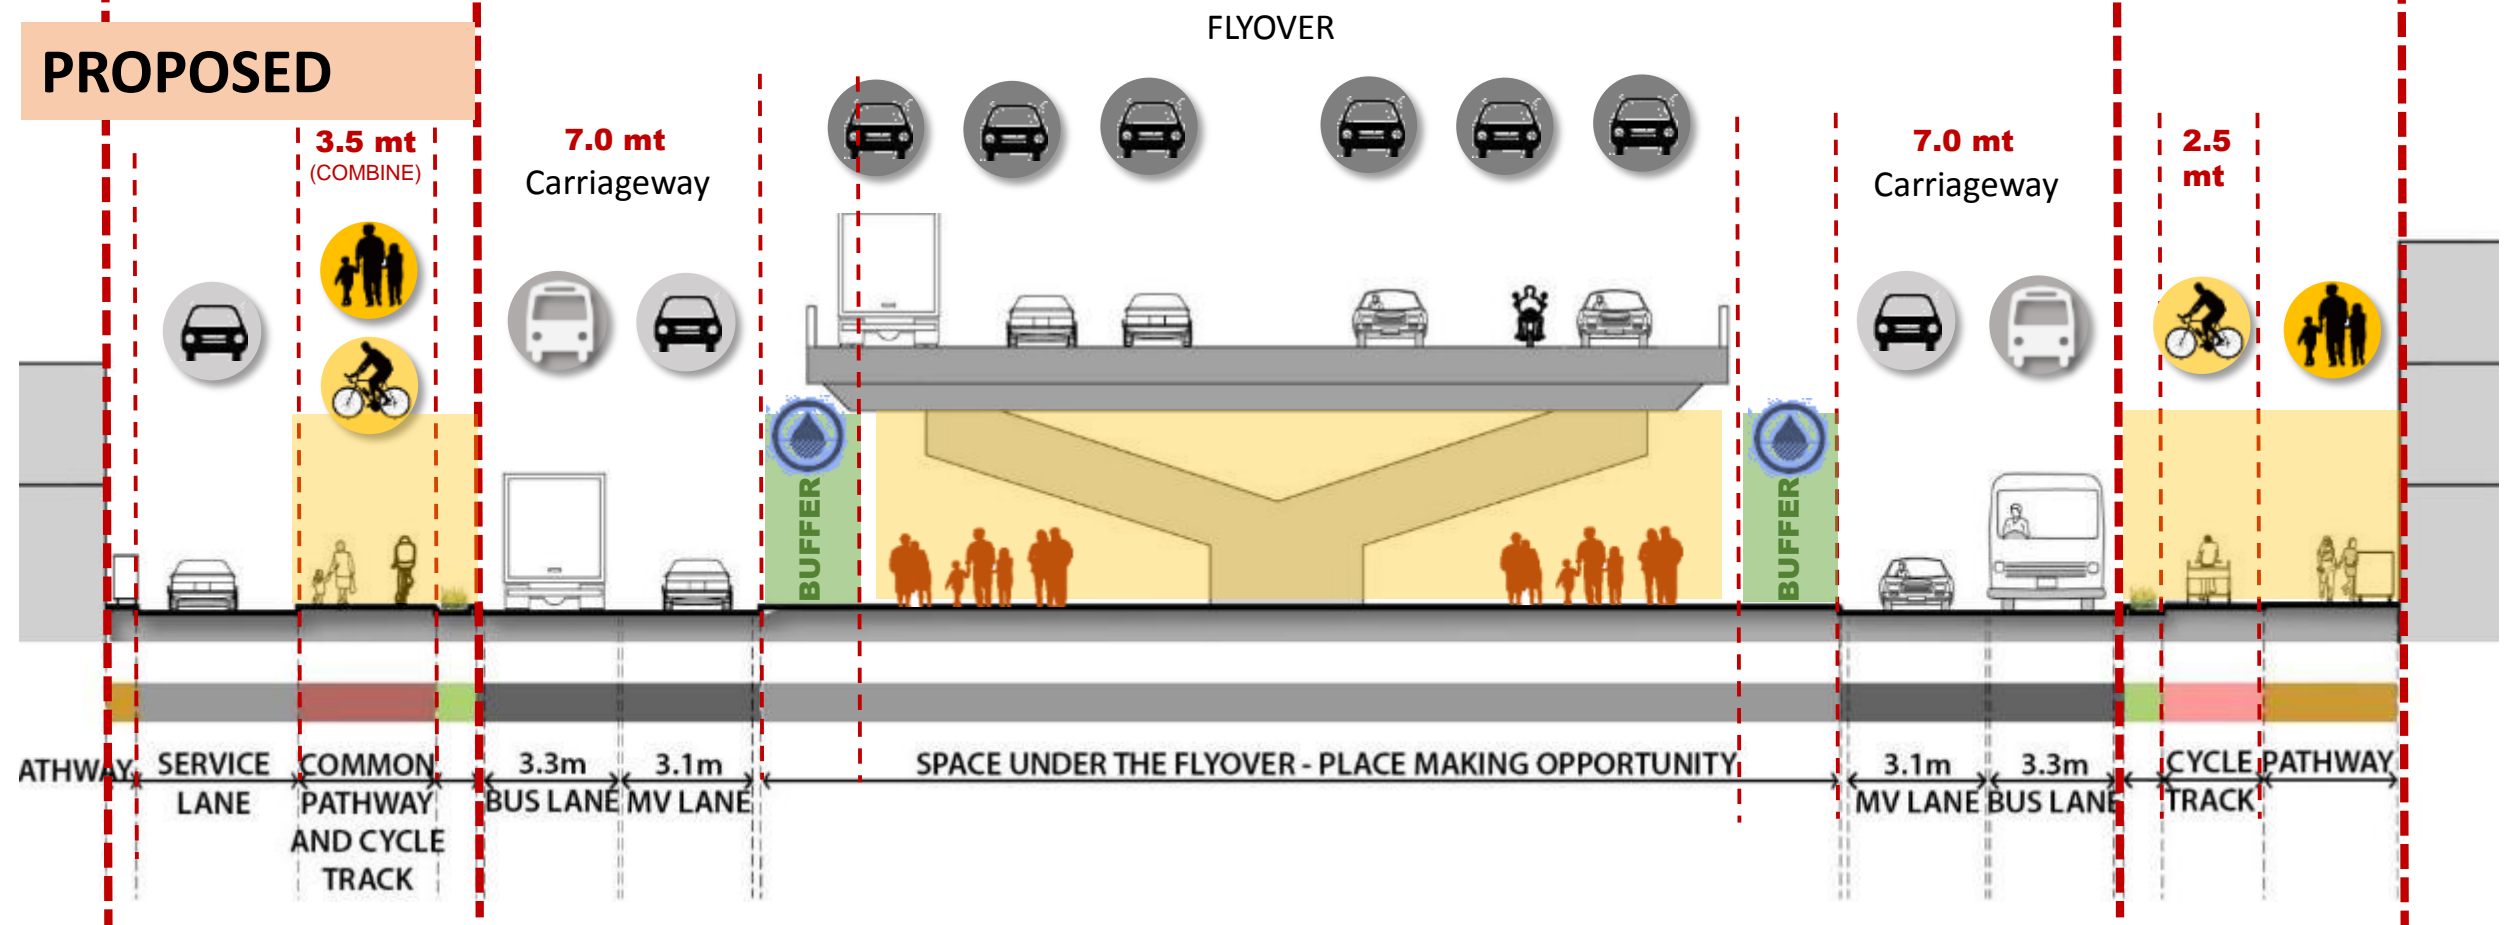 FLYOVER
PROPOSED
3.5 mt
(COMBINE)
7.0 mt
Carriageway
7.0 mt
Carriageway
2.5
mt
BUFFER
BUFFER
ATHWAY
SERVICE
LANE
COMMON
PATHWAY
AND CYCLE
TRACK
3.3m
BUS LANE
3.1m
MV LANE
SPACE UNDER THE FLYOVER - PLACE MAKING OPPORTUNITY
3.1m
MV LANE
3.3m
BUS LANE
CYCLE
TRACK
PATHWAY